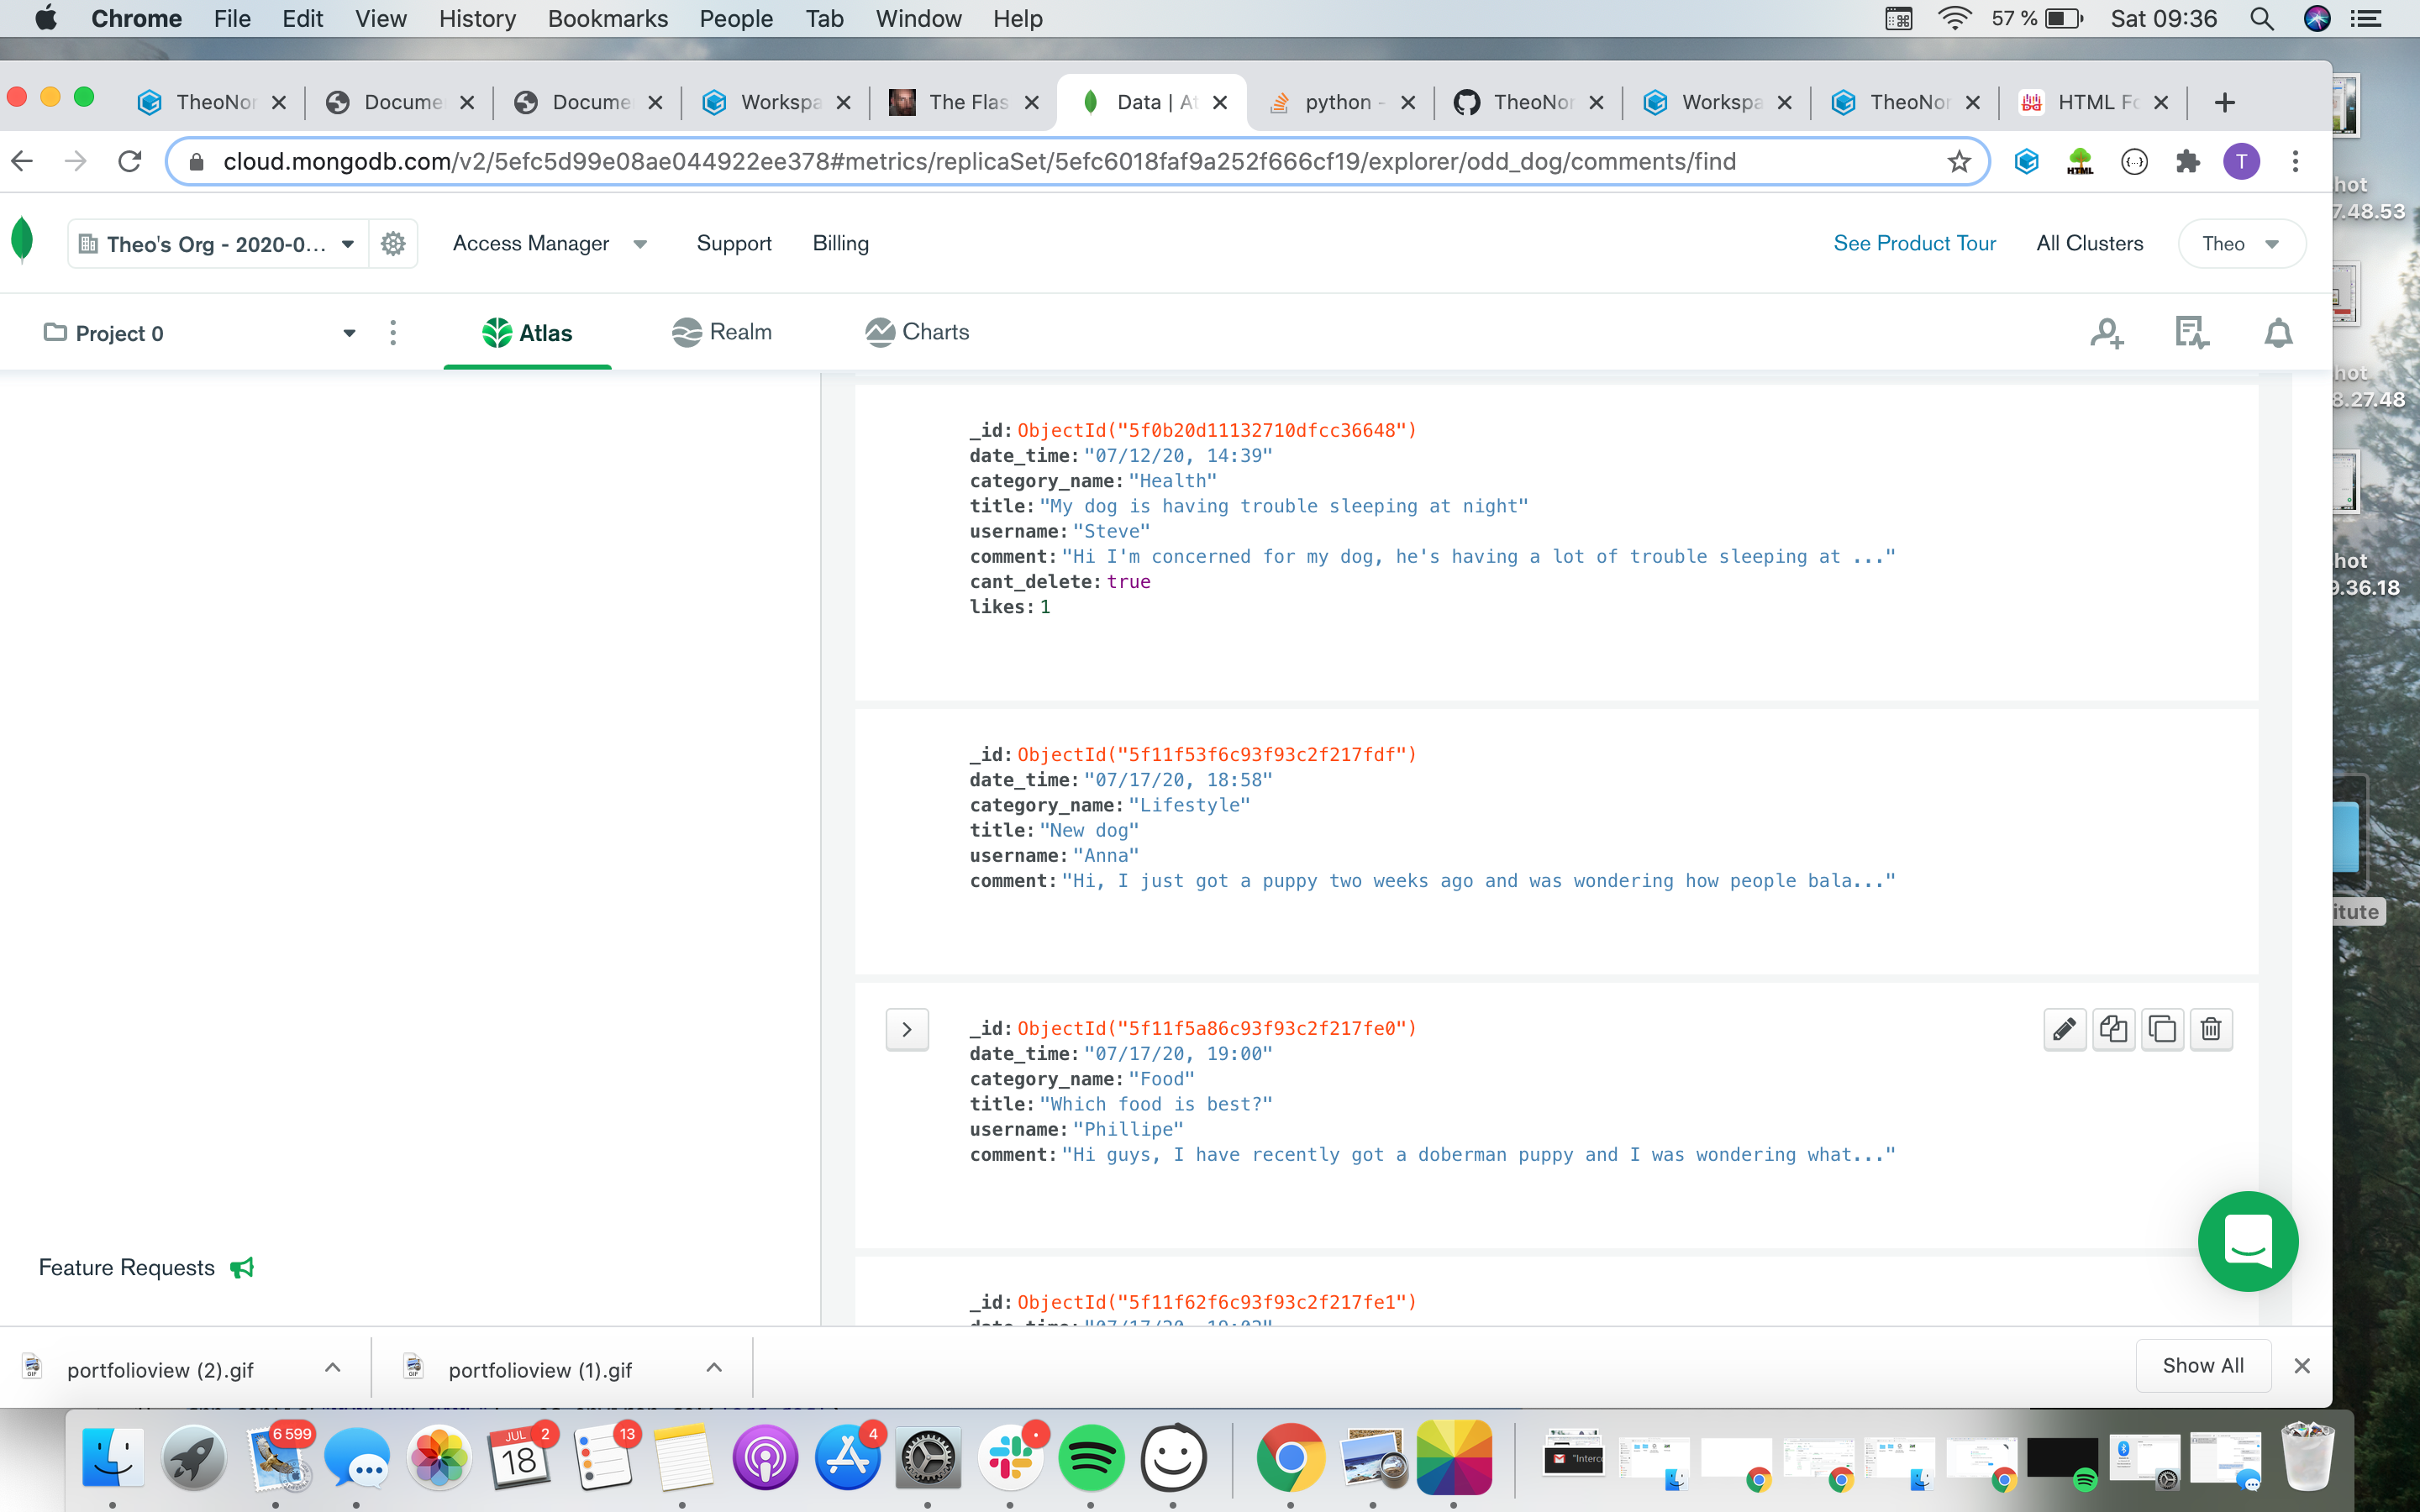 Chrome File Edit View History Bookmarks People Tab Window Help 57 % Sat 09:36
TheoNor Docume Docume Workspa The Flas Data | At python - TheoNor Workspa TheoNor HTML Fo
cloud.mongodb.com/v2/5efc5d99e08ae044922ee378#metrics/replicaSet/5efc6018faf9a252f666cf19/explorer/odd_dog/comments/find
HTML
T
hot
7.48.53
Theo's Org - 2020-0... Access Manager Support Billing See Product Tour All Clusters Theo
Project 0 Atlas Realm Charts
hot
8.27.48
_id: ObjectId("5f0b20d11132710dfcc36648")
date_time: "07/12/20, 14:39"
category_name: "Health"
title: "My dog is having trouble sleeping at night"
username: "Steve"
comment: "Hi I'm concerned for my dog, he's having a lot of trouble sleeping at ..."
cant_delete: true
likes: 1
hot
9.36.18
_id: ObjectId("5f11f53f6c93f93c2f217fdf")
date_time: "07/17/20, 18:58"
category_name: "Lifestyle"
title: "New dog"
username: "Anna"
comment: "Hi, I just got a puppy two weeks ago and was wondering how people bala..."
itute
_id: ObjectId("5f11f5a86c93f93c2f217fe0")
date_time: "07/17/20, 19:00"
category_name: "Food"
title: "Which food is best?"
username: "Phillipe"
comment: "Hi guys, I have recently got a doberman puppy and I was wondering what..."
_id: ObjectId("5f11f62f6c93f93c2f217fe1")
date_time: "07/17/20, 19:02"
Feature Requests
portfolioview (2).gif portfolioview (1).gif Show All
6 599
JUL
18
2
13
4